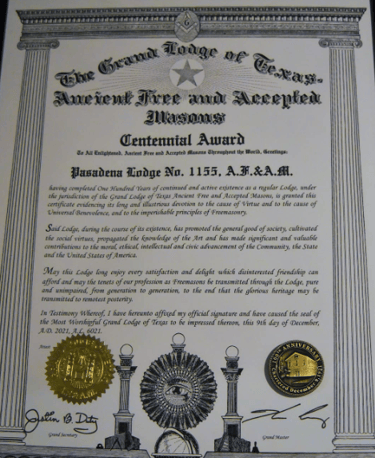 The Grand Lodge of Texas
Ancient Free and Accepted
Masons
Centennial Award
To All Enlightened, Ancient Free and Accepted Masons Throughout the World, Greetings:
Pasadena Lodge No. 1155, A.F.&A.M.
having completed One Hundred Years of continued and active existence as a regular Lodge, under
the jurisdiction of the Grand Lodge of Texas Ancient Free and Accepted Masons, is granted this
certificate evidencing its long and illustrious devotion to the cause of Virtue and to the cause of
Universal Benevolence, and to the imperishable principles of Freemasonry.
Said Lodge, during the course of its existence, has promoted the general good of society, cultivated
the social virtues, propagated the knowledge of the Art and has made significant and valuable
contributions to the moral, ethical, intellectual and civic advancement of the Community, the State
and the United States of America.
May this Lodge long enjoy every satisfaction and delight which disinterested friendship can
afford and may the tenets of our profession as Freemasons be transmitted through the Lodge, pure
and unimpaired, from generation to generation, to the end that the glorious heritage may be
transmitted to remotest posterity.
In Testimony Whereof, I have hereunto affixed my official signature and have caused the seal of
the Most Worshipful Grand Lodge of Texas to be impressed thereon, this 9th day of December,
A.D. 2021, A.L. 6021.
Attest:
ANNIVERSARY
December
Grand Secretary
Grand Master